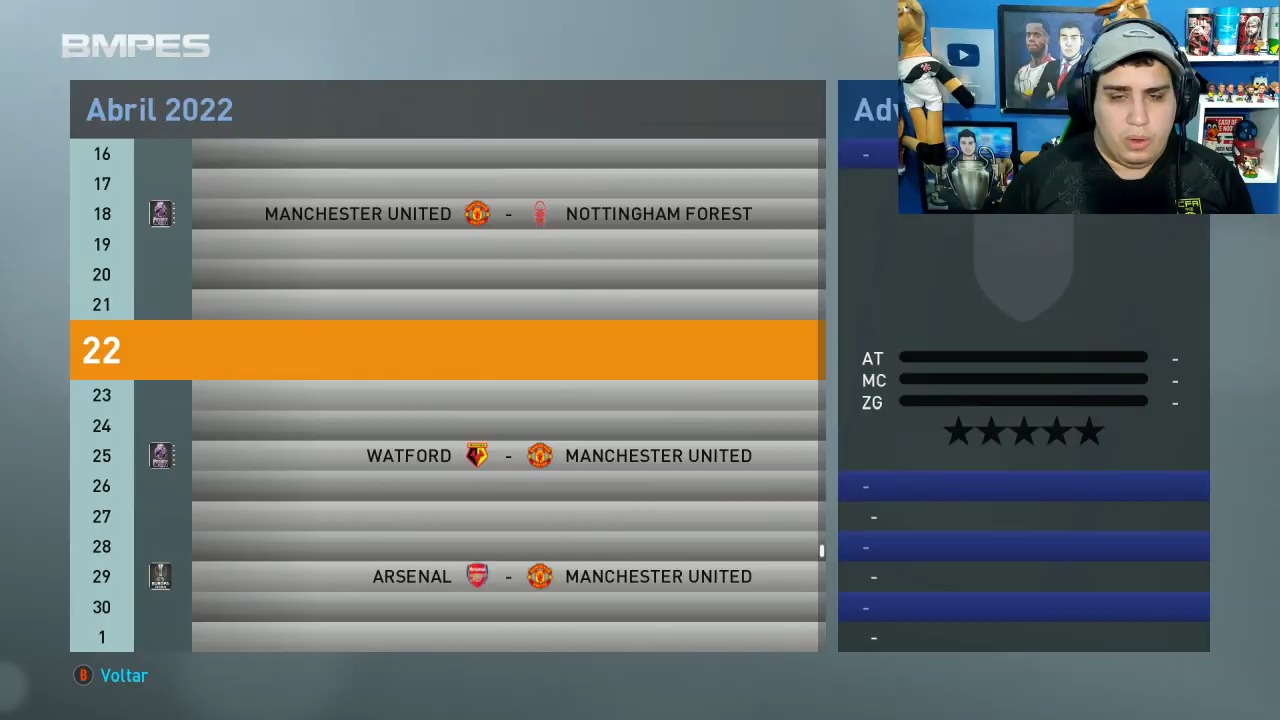 BMPES
Abril 2022
Adv
16
17
18 MANCHESTER UNITED - NOTTINGHAM FOREST
19
20
21
22
23
24
25 WATFORD - MANCHESTER UNITED
26
27
28
29 ARSENAL - MANCHESTER UNITED
30
1
-
AT -
MC -
ZG -
-
-
-
-
-
-
B Voltar